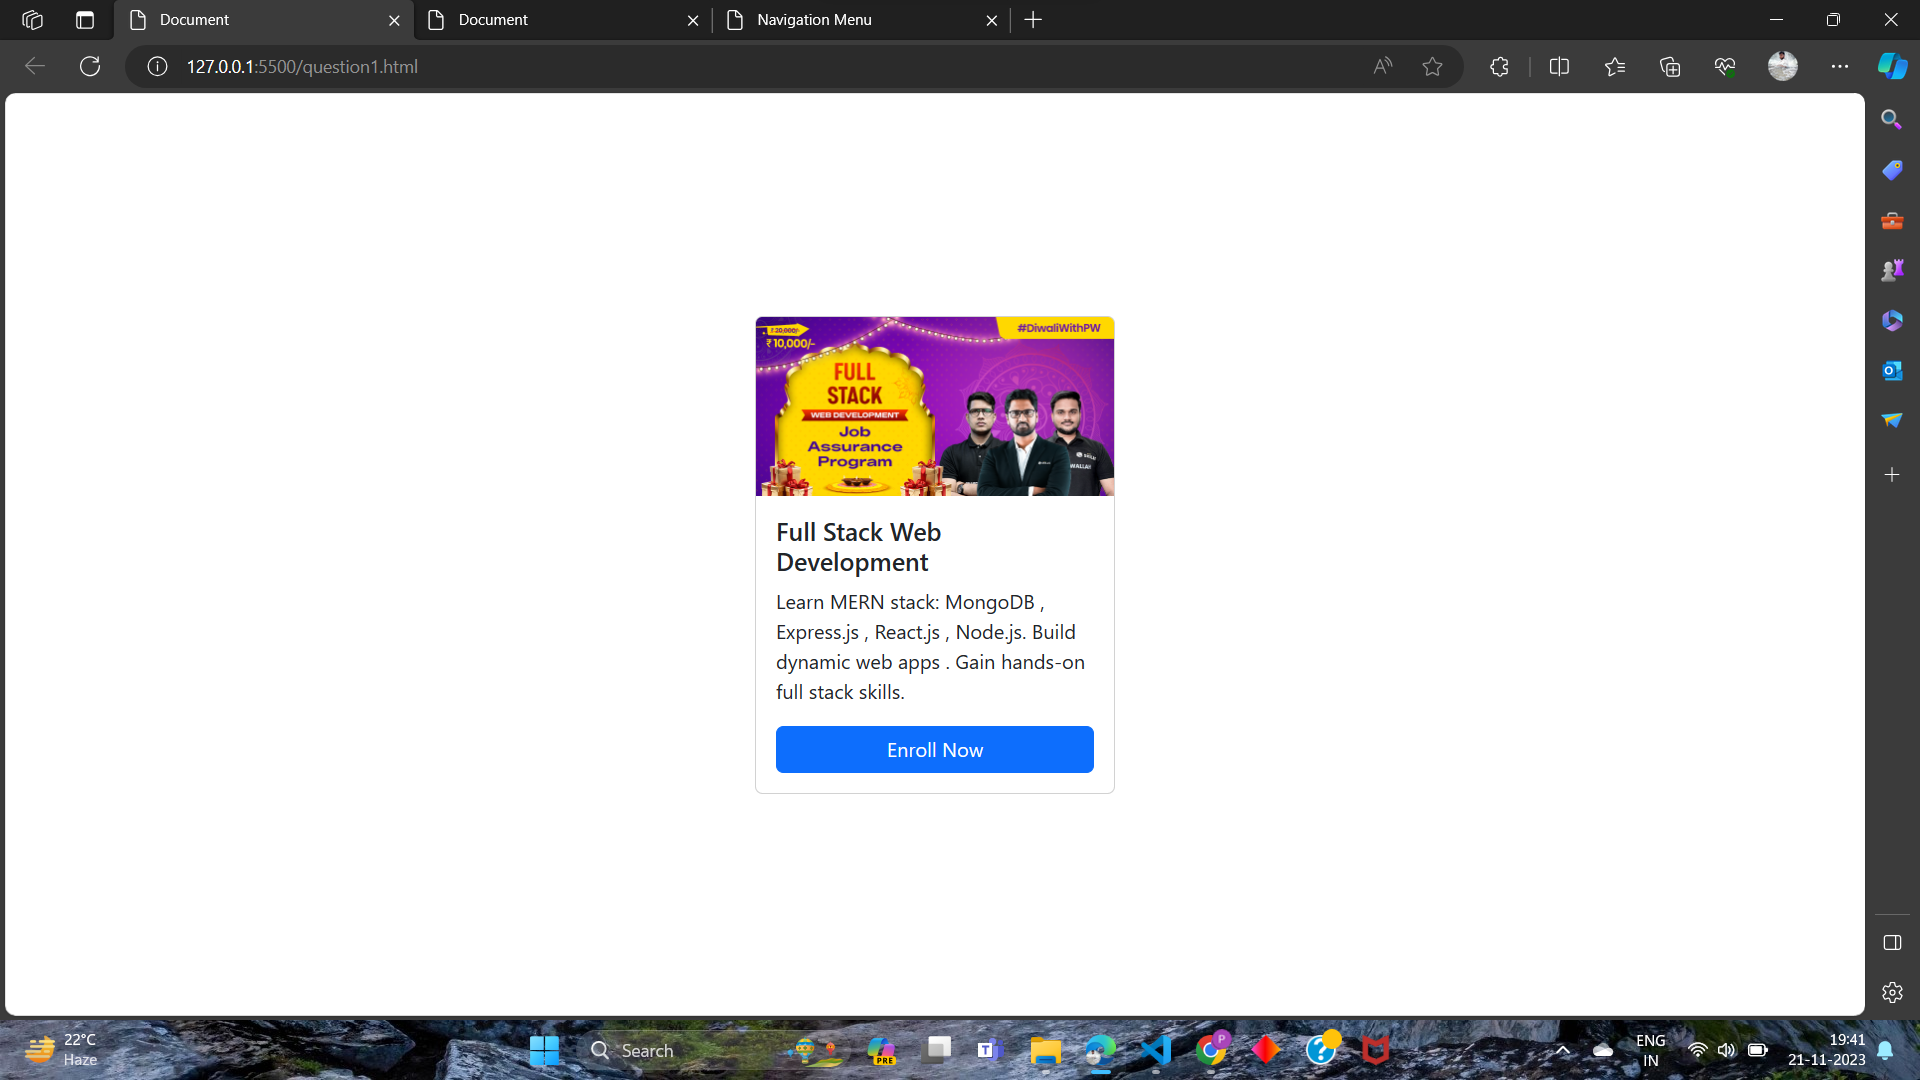 Document
Document
Navigation Menu
127.0.0.1:5500/question1.html
₹ 20,000/-
₹ 10,000/-
#DiwaliWithPW
FULL
STACK
WEB DEVELOPMENT
Job
Assurance
Program
WALLAH
Full Stack Web
Development
Learn MERN stack: MongoDB ,
Express.js , React.js , Node.js. Build
dynamic web apps . Gain hands-on
full stack skills.
Enroll Now
22°C
Haze
Search
PRE
P
ENG
IN
19:41
21-11-2023